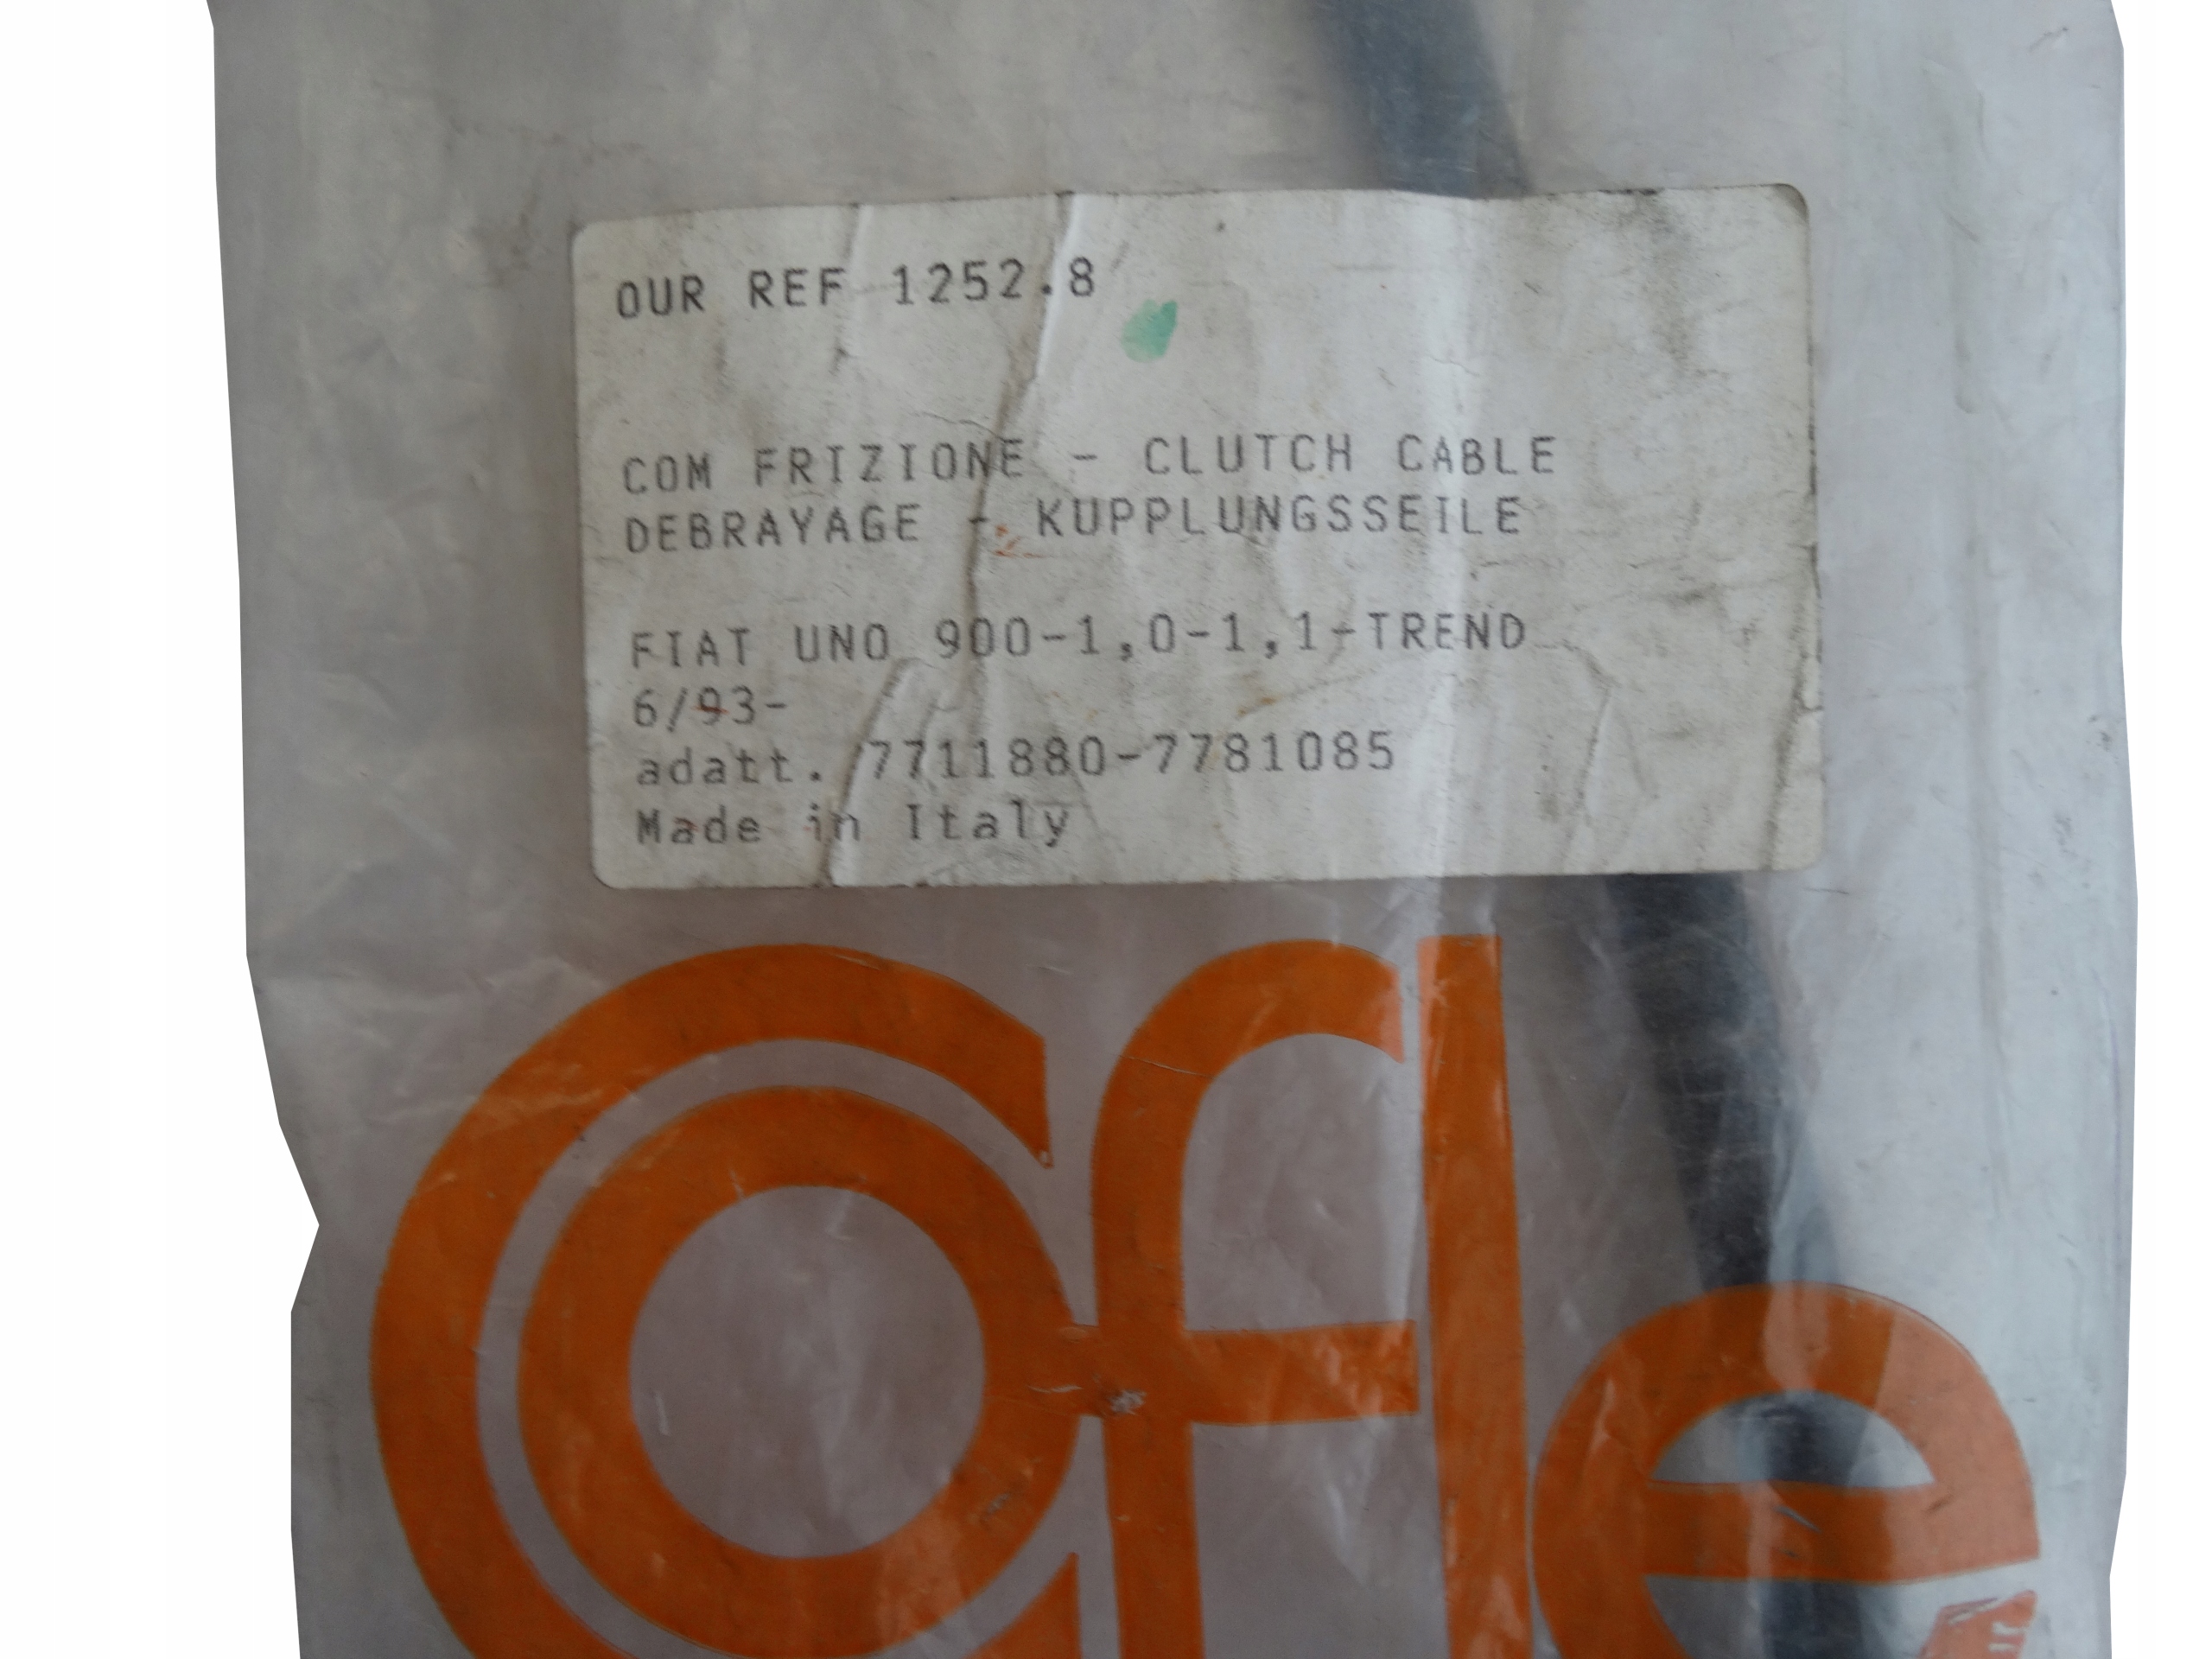 OUR REF 1252.8
COM FRIZIONE - CLUTCH CABLE
DEBRAYAGE - KUPPLUNGSSEILE
FIAT UNO 900-1,0-1,1-TREND
6/93-
adatt. 7711880-7781085
Made in Italy
Cofle